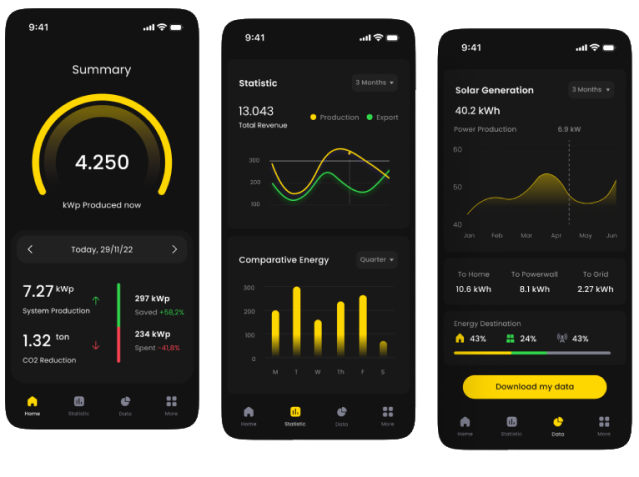 9:41
Summary
4.250
kWp Produced now
Today, 29/11/22
7.27 kWp
System Production
1.32 ton
CO2 Reduction
297 kWp
Saved +58,2%
234 kWp
Spent -41,8%
Home Statistic Data More
9:41
Statistic
3 Months
13.043
Total Revenue
Production Export
300
200
100
Comparative Energy
Quarter
300
200
100
0
M T W Th F S
Home Statistic Data More
9:41
Solar Generation
3 Months
40.2 kWh
Power Production 6.9 kW
60
50
40
Jan Feb Mar Apr May Jun
To Home To Powerwall To Grid
10.6 kWh 8.1 kWh 2.27 kWh
Energy Destination
43% 24% 43%
Download my data
Home Statistic Data More